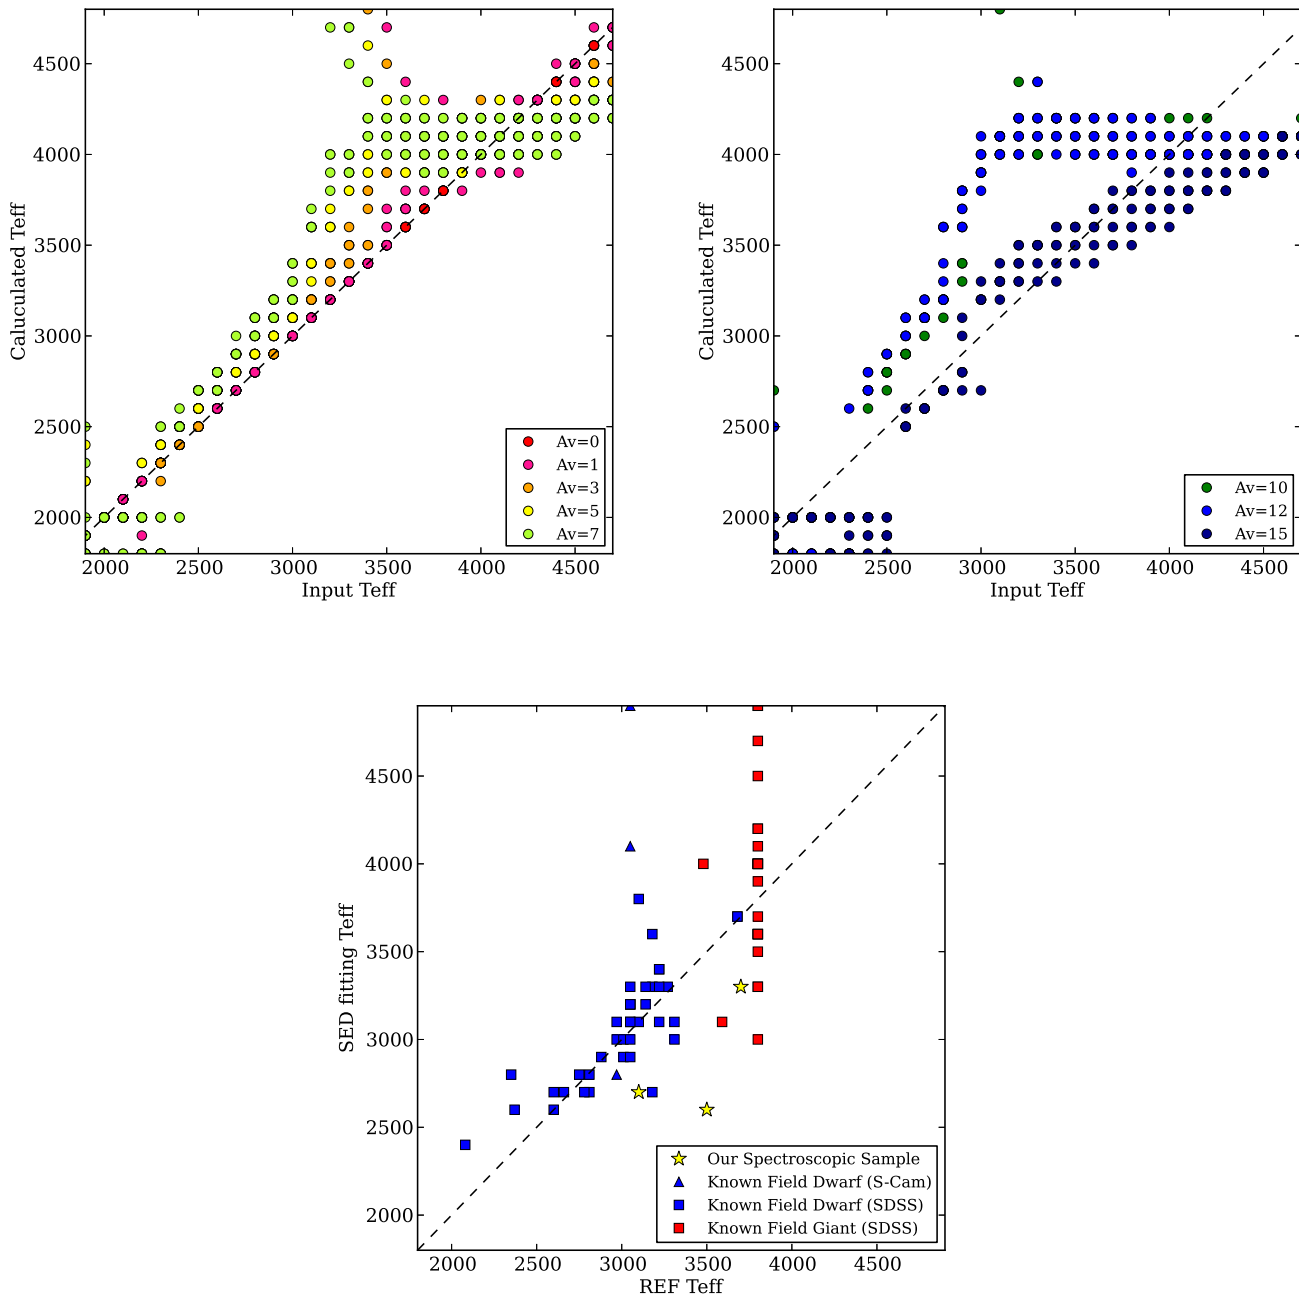 4500
4000
3500
3000
2500
2000
Caluculated Teff
2000 2500 3000 3500 4000 4500
Input Teff
Av=0
Av=1
Av=3
Av=5
Av=7
4500
4000
3500
3000
2500
2000
Caluculated Teff
2000 2500 3000 3500 4000 4500
Input Teff
Av=10
Av=12
Av=15
4500
4000
3500
3000
2500
2000
SED fitting Teff
2000 2500 3000 3500 4000 4500
REF Teff
Our Spectroscopic Sample
Known Field Dwarf (S-Cam)
Known Field Dwarf (SDSS)
Known Field Giant (SDSS)